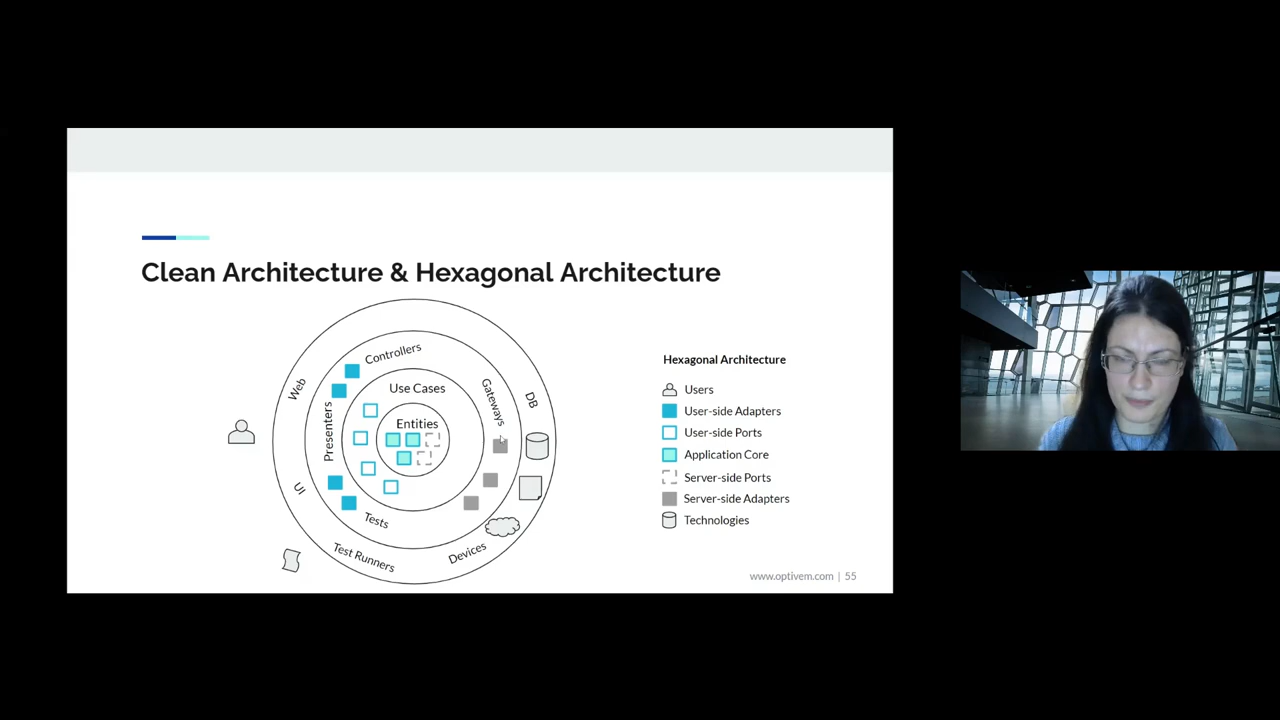 Clean Architecture & Hexagonal Architecture
Controllers
Web
Use Cases
Gateways
DB
Entities
Presenters
UI
Tests
Test Runners
Devices
Hexagonal Architecture
Users
User-side Adapters
User-side Ports
Application Core
Server-side Ports
Server-side Adapters
Technologies
www.optivem.com | 55